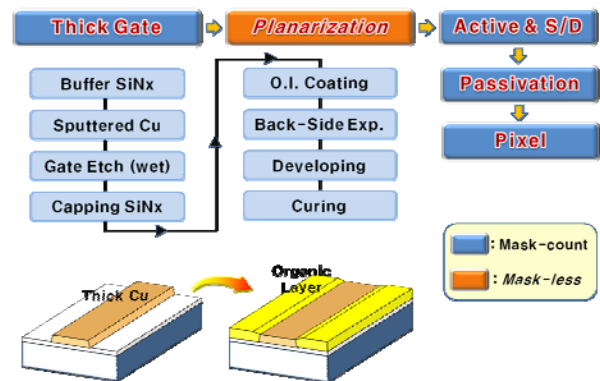 Thick Gate
Planarization
Active & S/D
Buffer SiNx
Sputtered Cu
Gate Etch (wet)
Capping SiNx
O.I. Coating
Back-Side Exp.
Developing
Curing
Passivation
Pixel
: Mask-count
: Mask-less
Thick Cu
Organic
Layer